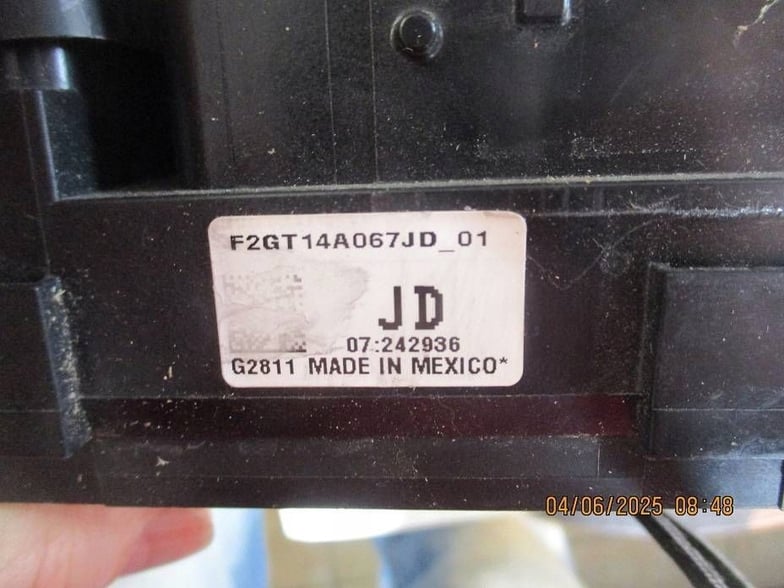 F2GT14A067JD_01
JD
07:242936
G2811 MADE IN MEXICO*
04/06/2025 08:48